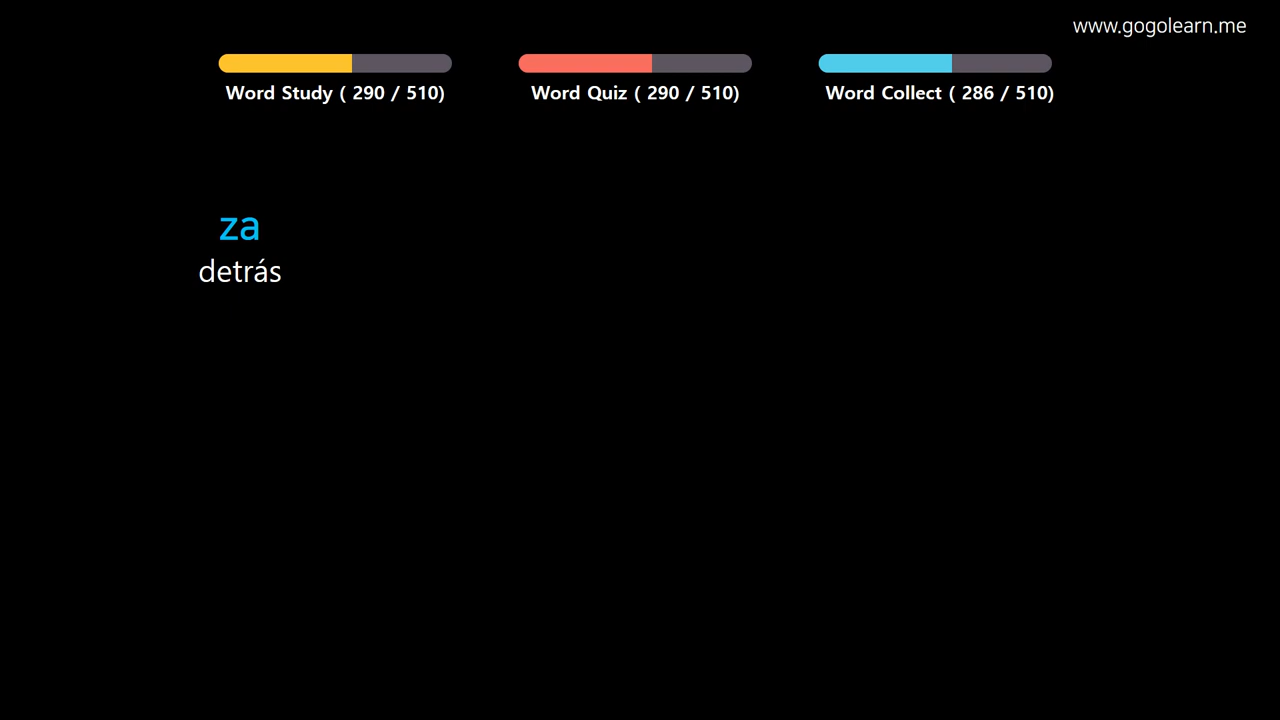 www.gogolearn.me
Word Study ( 290 / 510)
Word Quiz ( 290 / 510)
Word Collect ( 286 / 510)
za
detrás